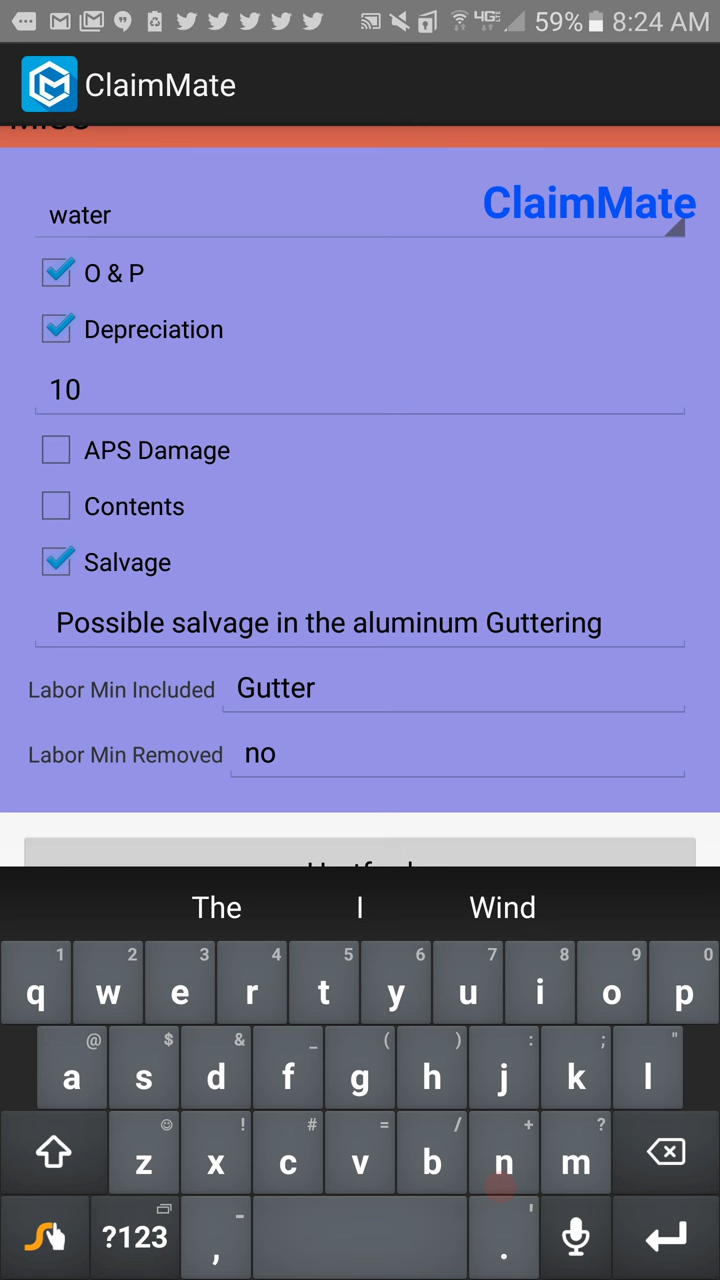 4G
59%
8:24 AM
ClaimMate
ClaimMate
water
O & P
Depreciation
10
APS Damage
Contents
Salvage
Possible salvage in the aluminum Guttering
Labor Min Included Gutter
Labor Min Removed no
The I Wind
1 2 3 4 5 6 7 8 9 0
q w e r t y u i o p
@ $ & _ ( ) : ; "
a s d f g h j k l
! # = / + ?
z x c v b n m
?123 , - . '